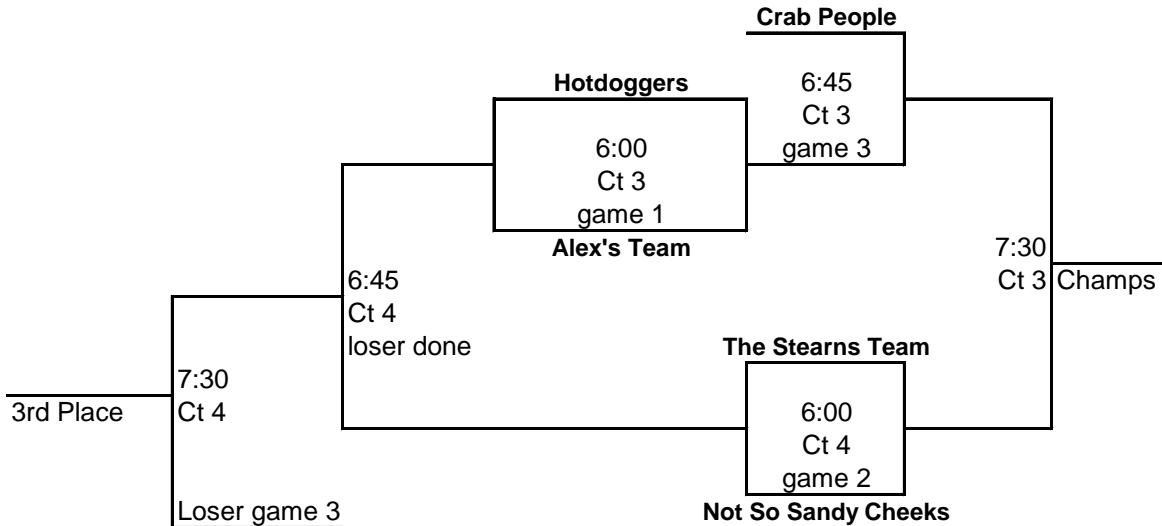 Crab People
Hotdoggers
6:45
Ct 3
game 3
6:00
Ct 3
game 1
Alex's Team
7:30
Ct 3
Champs
6:45
Ct 4
loser done
The Stearns Team
7:30
Ct 4
3rd Place
6:00
Ct 4
game 2
Loser game 3
Not So Sandy Cheeks